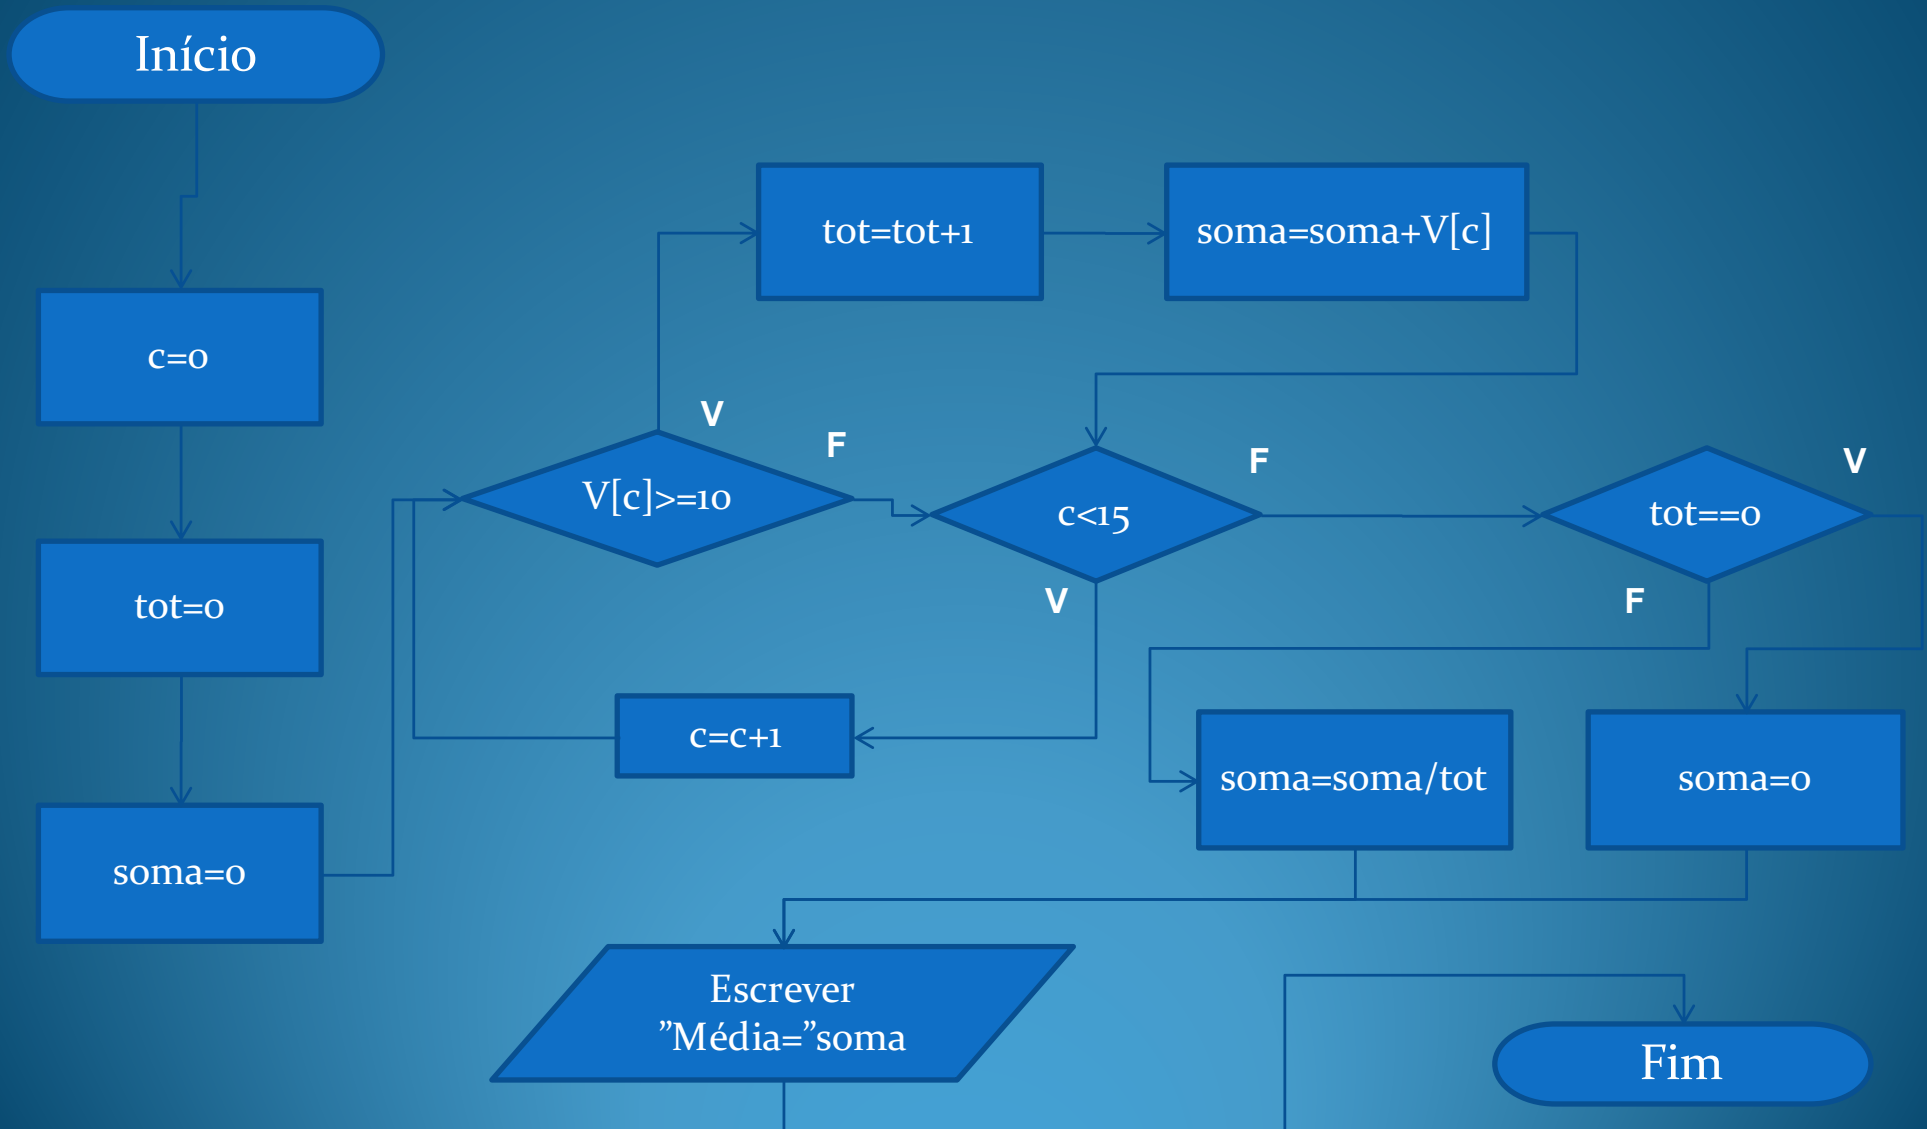 Início
c=0
tot=0
soma=0
V[c]>=10
V
F
tot=tot+1
soma=soma+V[c]
c<15
F
V
c=c+1
tot==0
V
F
soma=soma/tot
soma=0
Escrever
”Média=”soma
Fim